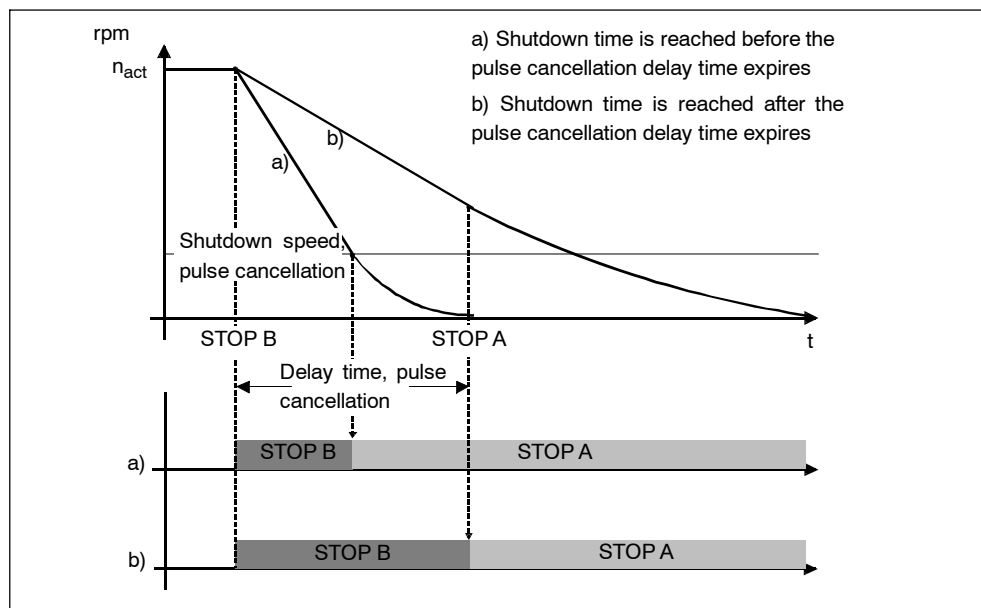 rpm
n_act
a) Shutdown time is reached before the
pulse cancellation delay time expires
b) Shutdown time is reached after the
pulse cancellation delay time expires
b)
a)
Shutdown speed,
pulse cancellation
STOP B
STOP A
t
Delay time, pulse
cancellation
a)
STOP B
STOP A
b)
STOP B
STOP A